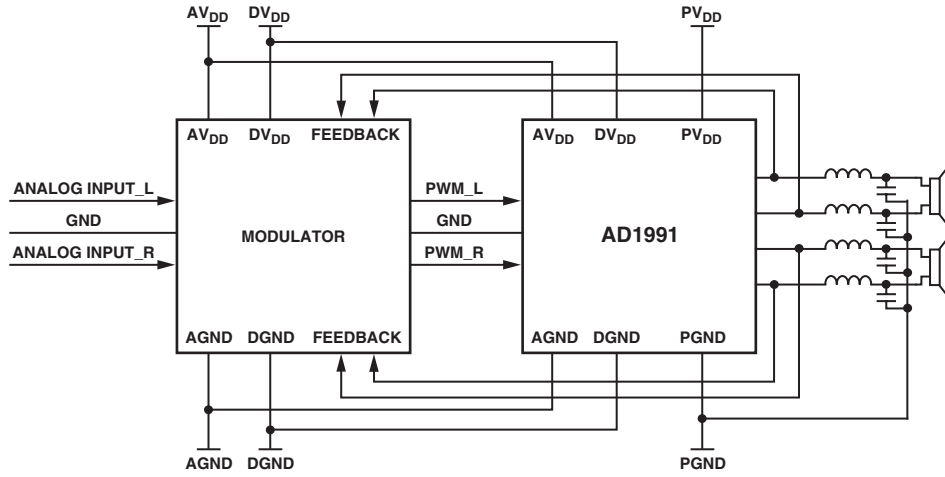 AVDD DVDD PVDD
AVDD DVDD FEEDBACK AVDD DVDD PVDD
ANALOG INPUT_L PWM_L
GND MODULATOR GND AD1991
ANALOG INPUT_R PWM_R
AGND DGND FEEDBACK AGND DGND PGND
AGND DGND PGND